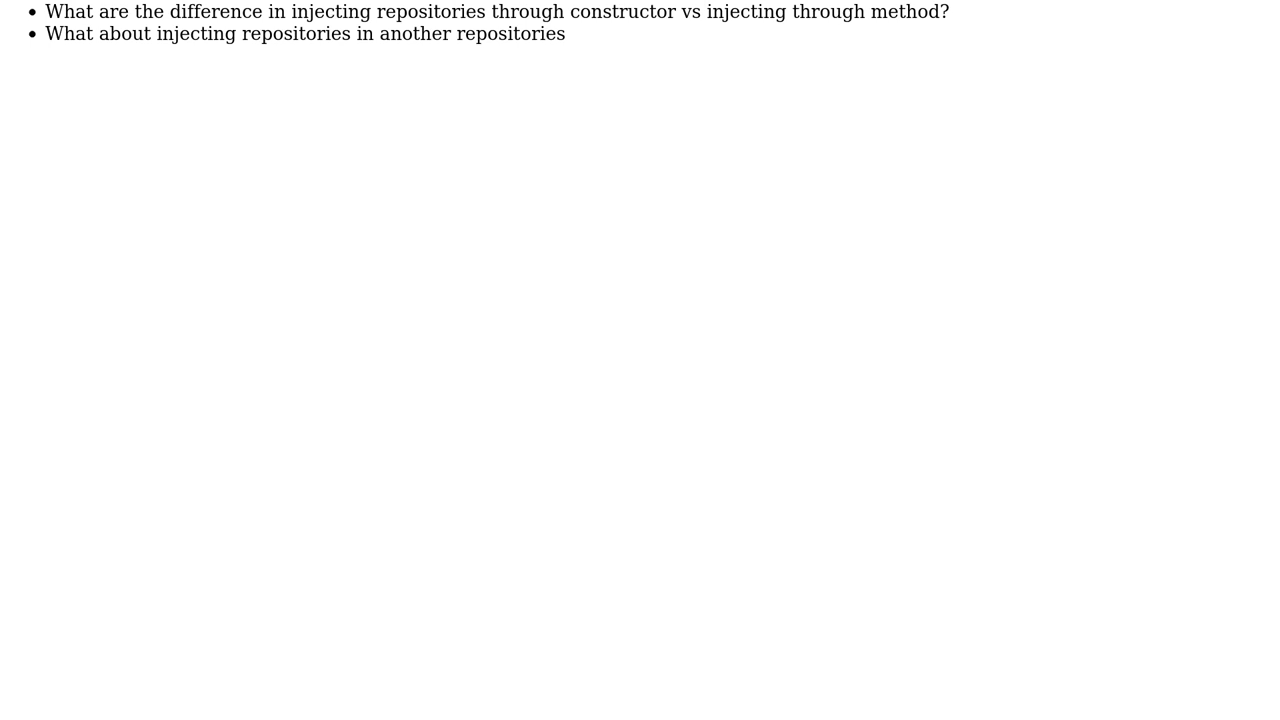 What are the difference in injecting repositories through constructor vs injecting through method?
What about injecting repositories in another repositories